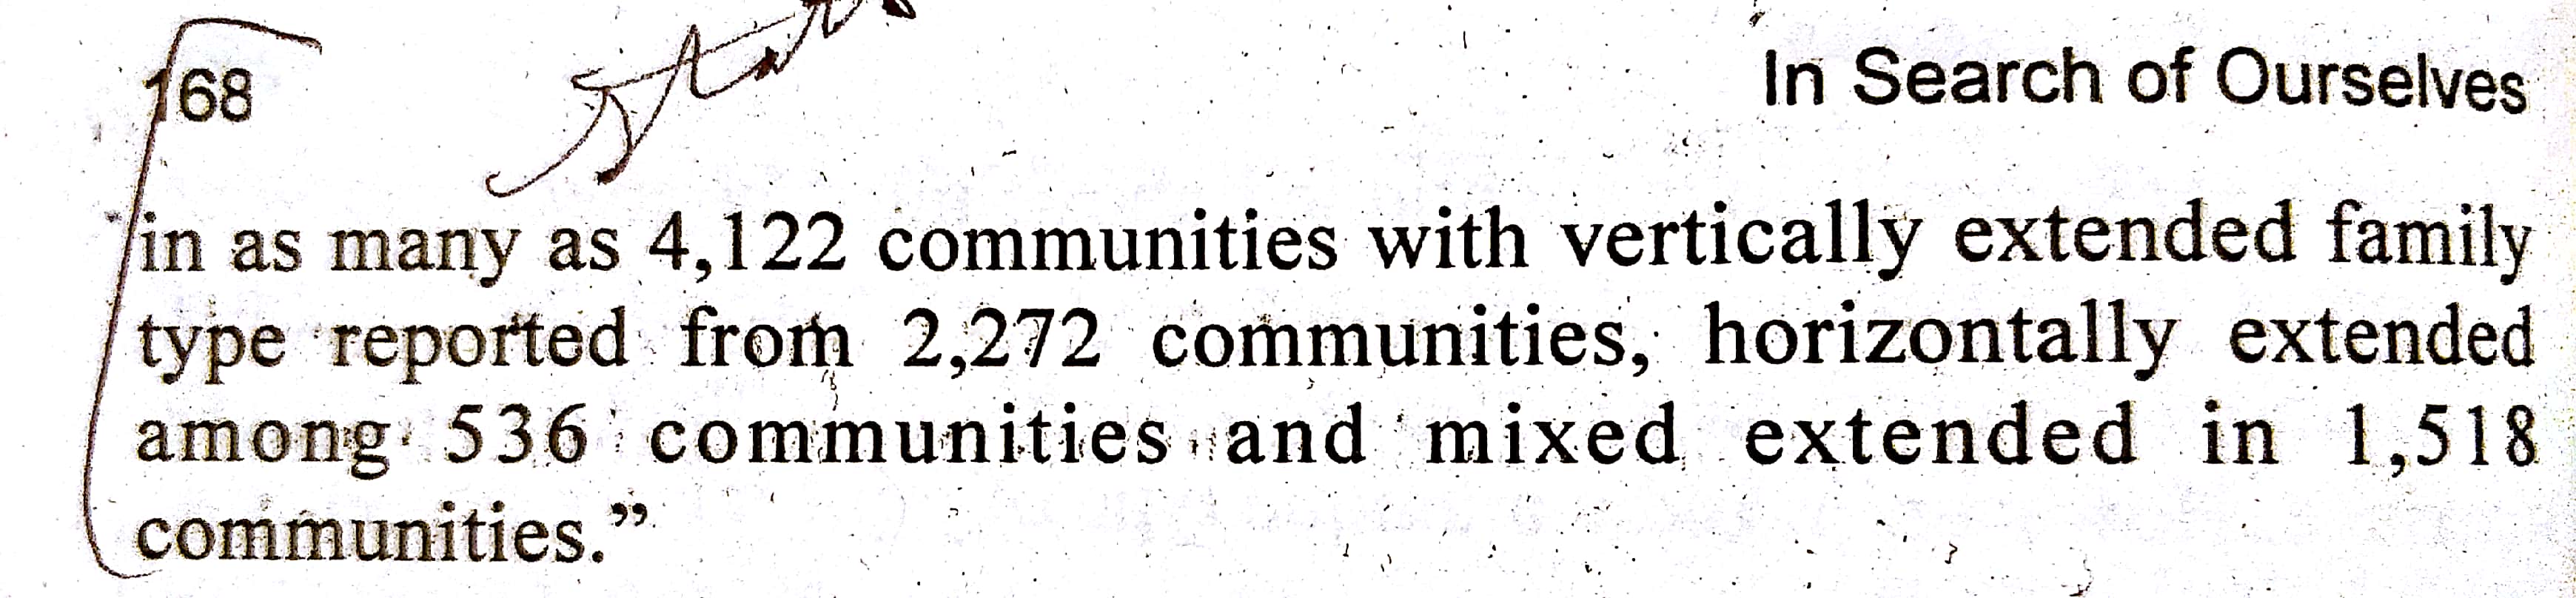 168
In Search of Ourselves
in as many as 4,122 communities with vertically extended family
type reported from 2,272 communities, horizontally extended
among 536 communities and mixed extended in 1,518
communities.”